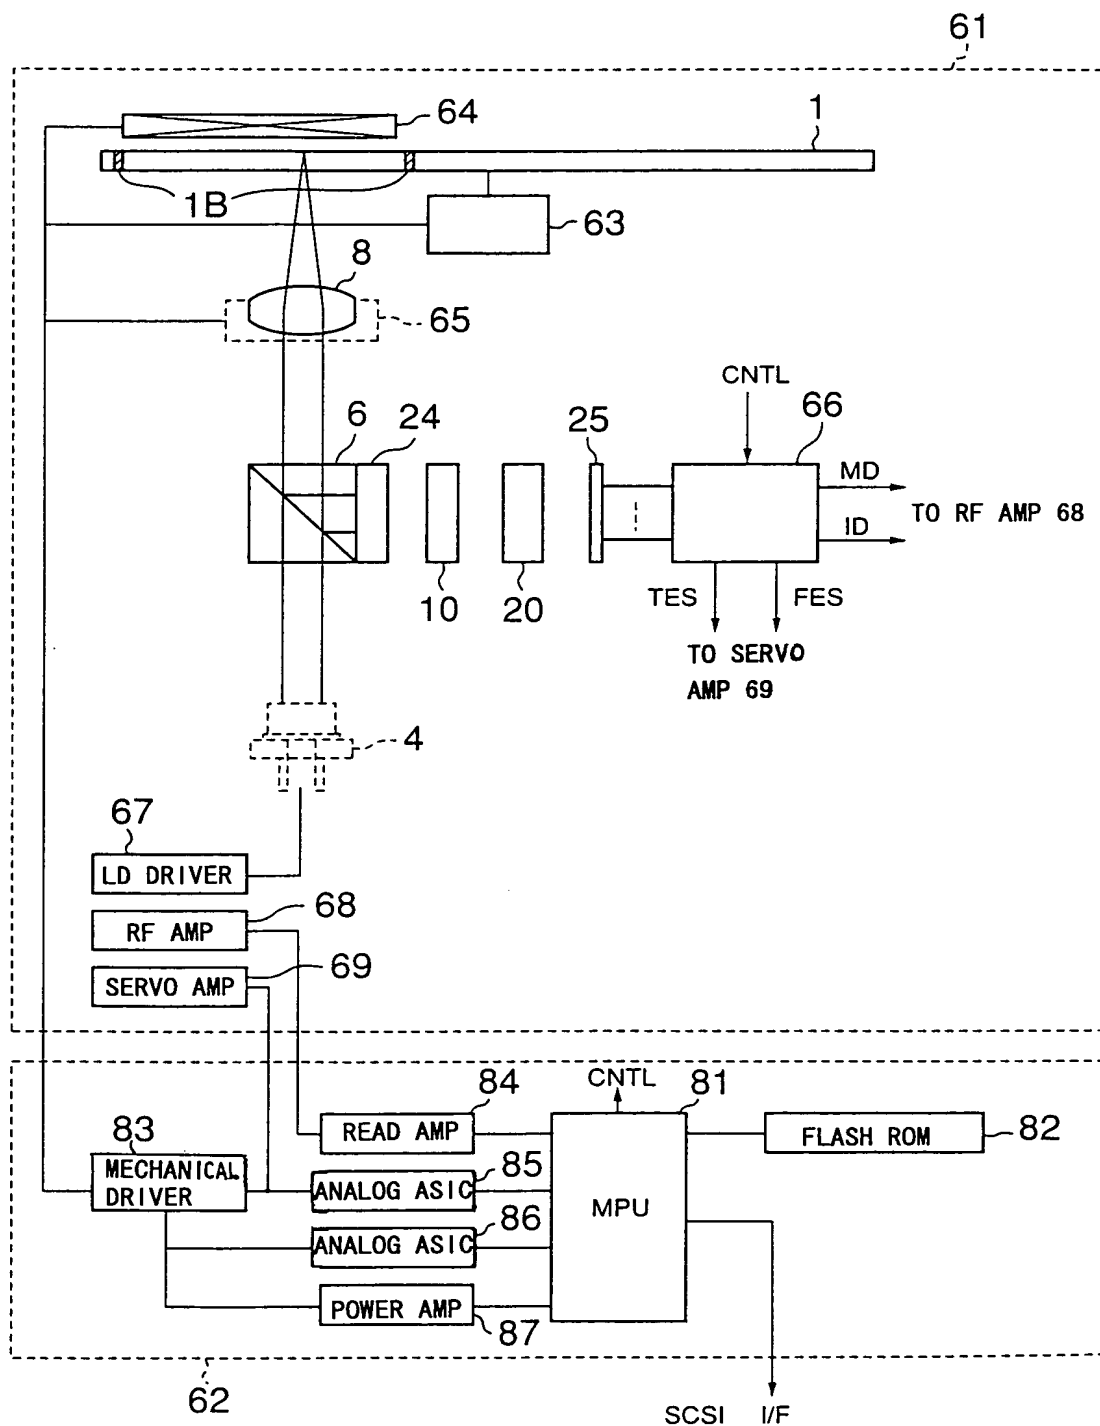 61
64
1
1B
63
8
65
CNTL
6
24
25
66
MD
TO RF AMP 68
ID
10
20
TES
FES
TO SERVO
AMP 69
4
67
LD DRIVER
68
RF AMP
69
SERVO AMP
CNTL
84
81
83
READ AMP
FLASH ROM
82
MECHANICAL
DRIVER
85
ANALOG ASIC
MPU
86
ANALOG ASIC
POWER AMP
87
62
SCSI I/F